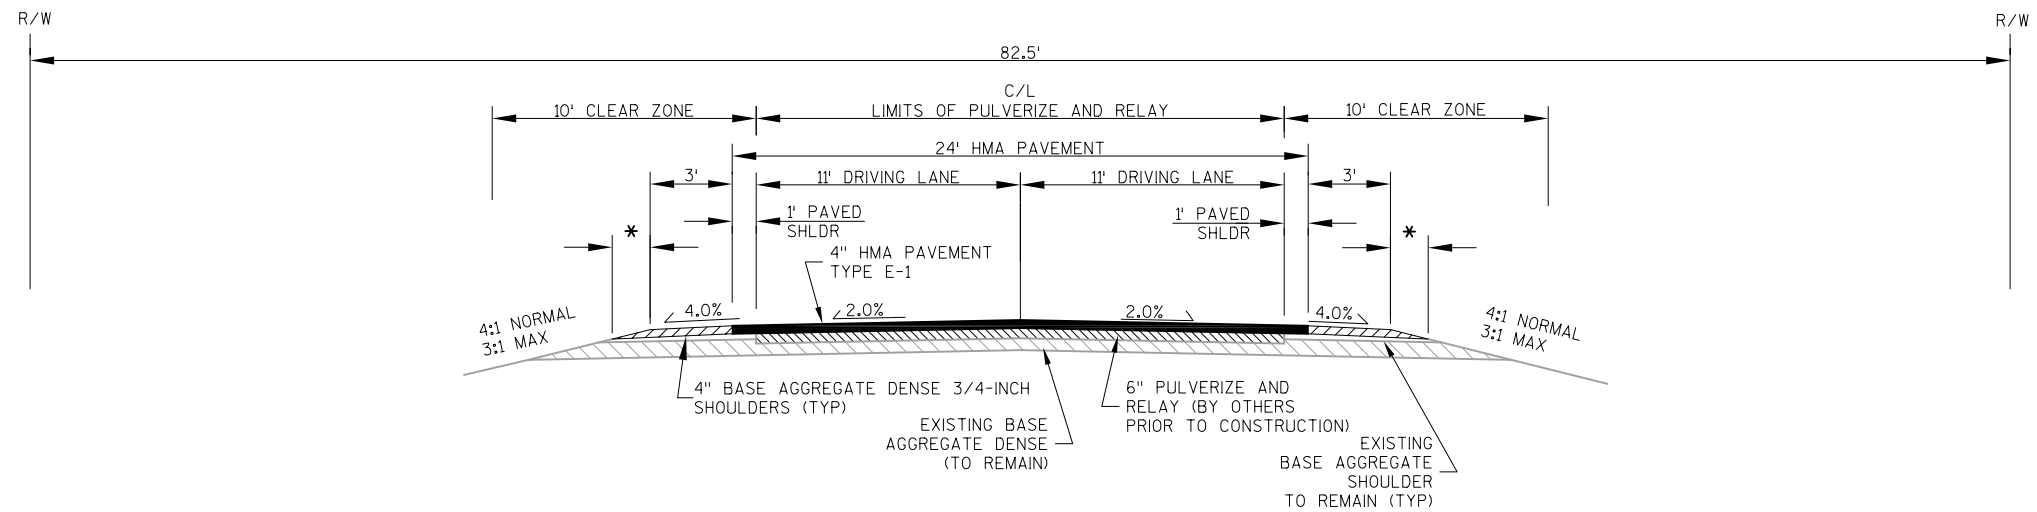 R/W
R/W
82.5'
C/L
10' CLEAR ZONE
LIMITS OF PULVERIZE AND RELAY
10' CLEAR ZONE
24' HMA PAVEMENT
3'
11' DRIVING LANE
11' DRIVING LANE
3'
1' PAVED
SHLDR
1' PAVED
SHLDR
*
*
4" HMA PAVEMENT
TYPE E-1
4.0%
2.0%
2.0%
4.0%
4:1 NORMAL
3:1 MAX
4:1 NORMAL
3:1 MAX
4" BASE AGGREGATE DENSE 3/4-INCH
SHOULDERS (TYP)
EXISTING BASE
AGGREGATE DENSE
(TO REMAIN)
6" PULVERIZE AND
RELAY (BY OTHERS
PRIOR TO CONSTRUCTION)
EXISTING
BASE AGGREGATE
SHOULDER
TO REMAIN (TYP)